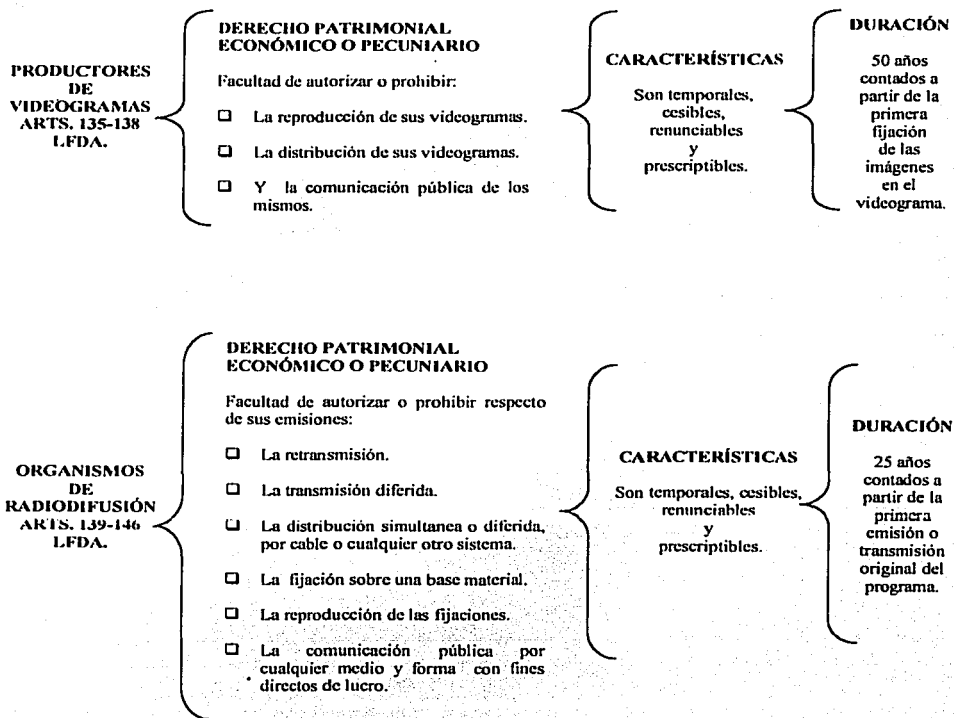 PRODUCTORES
DE
VIDEOGRAMAS
ARTS. 135-138
LFDA.
DERECHO PATRIMONIAL
ECONÓMICO O PECUNIARIO
Facultad de autorizar o prohibir:
La reproducción de sus videogramas.
La distribución de sus videogramas.
Y la comunicación pública de los
mismos.
CARACTERÍSTICAS
Son temporales,
cesibles,
renunciables
y
prescriptibles.
DURACIÓN
50 años
contados a
partir de la
primera
fijación
de las
imágenes
en el
videograma.
ORGANISMOS
DE
RADIODIFUSIÓN
ARTS. 139-146
LFDA.
DERECHO PATRIMONIAL
ECONÓMICO O PECUNIARIO
Facultad de autorizar o prohibir respecto
de sus emisiones:
La retransmisión.
La transmisión diferida.
La distribución simultanea o diferida,
por cable o cualquier otro sistema.
La fijación sobre una base material.
La reproducción de las fijaciones.
La comunicación pública por
cualquier medio y forma con fines
directos de lucro.
CARACTERÍSTICAS
Son temporales, cesibles,
renunciables
y
prescriptibles.
DURACIÓN
25 años
contados a
partir de la
primera
emisión o
transmisión
original del
programa.